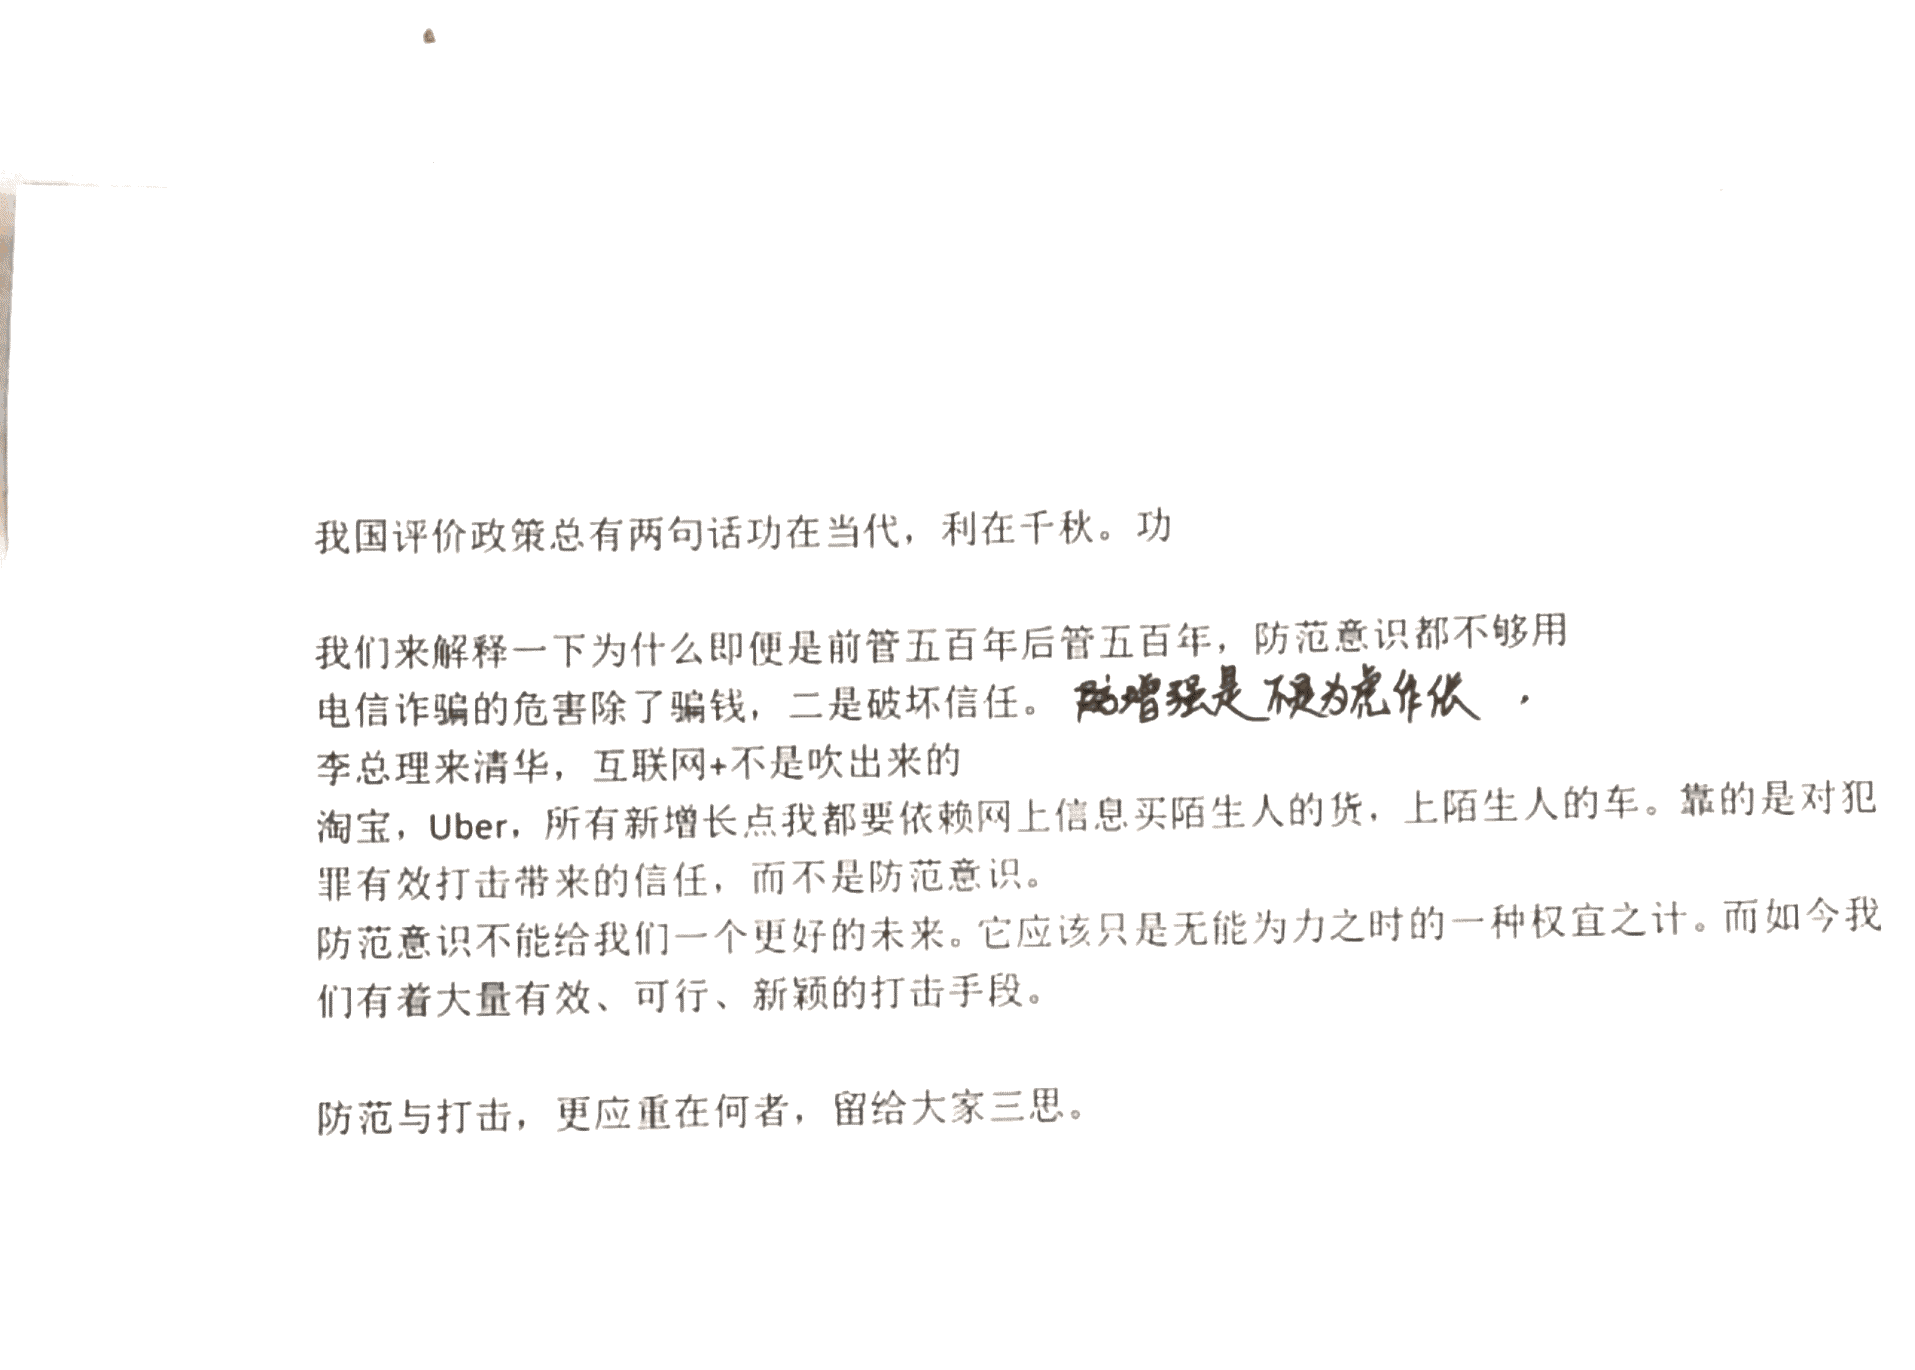 我国评价政策总有两句话功在当代，利在千秋。功
我们来解释一下为什么即便是前管五百年后管五百年，防范意识都不够用
电信诈骗的危害除了骗钱，二是破坏信任。 防增强是 不是为虎作伥
李总理来清华，互联网+不是吹出来的
淘宝，Uber，所有新增长点我都要依赖网上信息买陌生人的货，上陌生人的车。靠的是对犯
罪有效打击带来的信任，而不是防范意识。
防范意识不能给我们一个更好的未来。它应该只是无能为力之时的一种权宜之计。而如今我
们有着大量有效、可行、新颖的打击手段。
防范与打击，更应重在何者，留给大家三思。